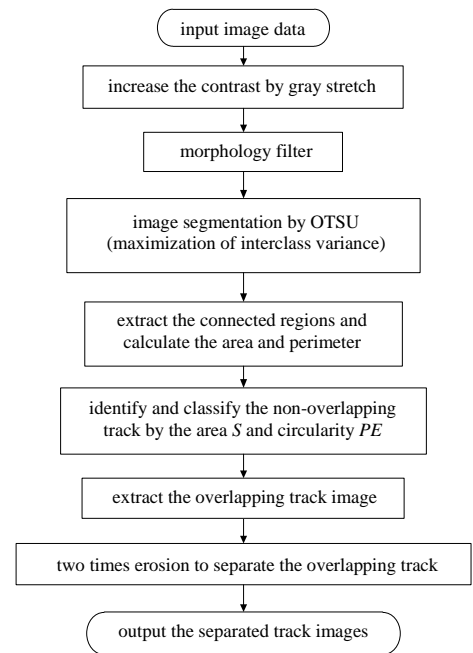 input image data
increase the contrast by gray stretch
morphology filter
image segmentation by OTSU
(maximization of interclass variance)
extract the connected regions and
calculate the area and perimeter
identify and classify the non-overlapping
track by the area S and circularity PE
extract the overlapping track image
two times erosion to separate the overlapping track
output the separated track images